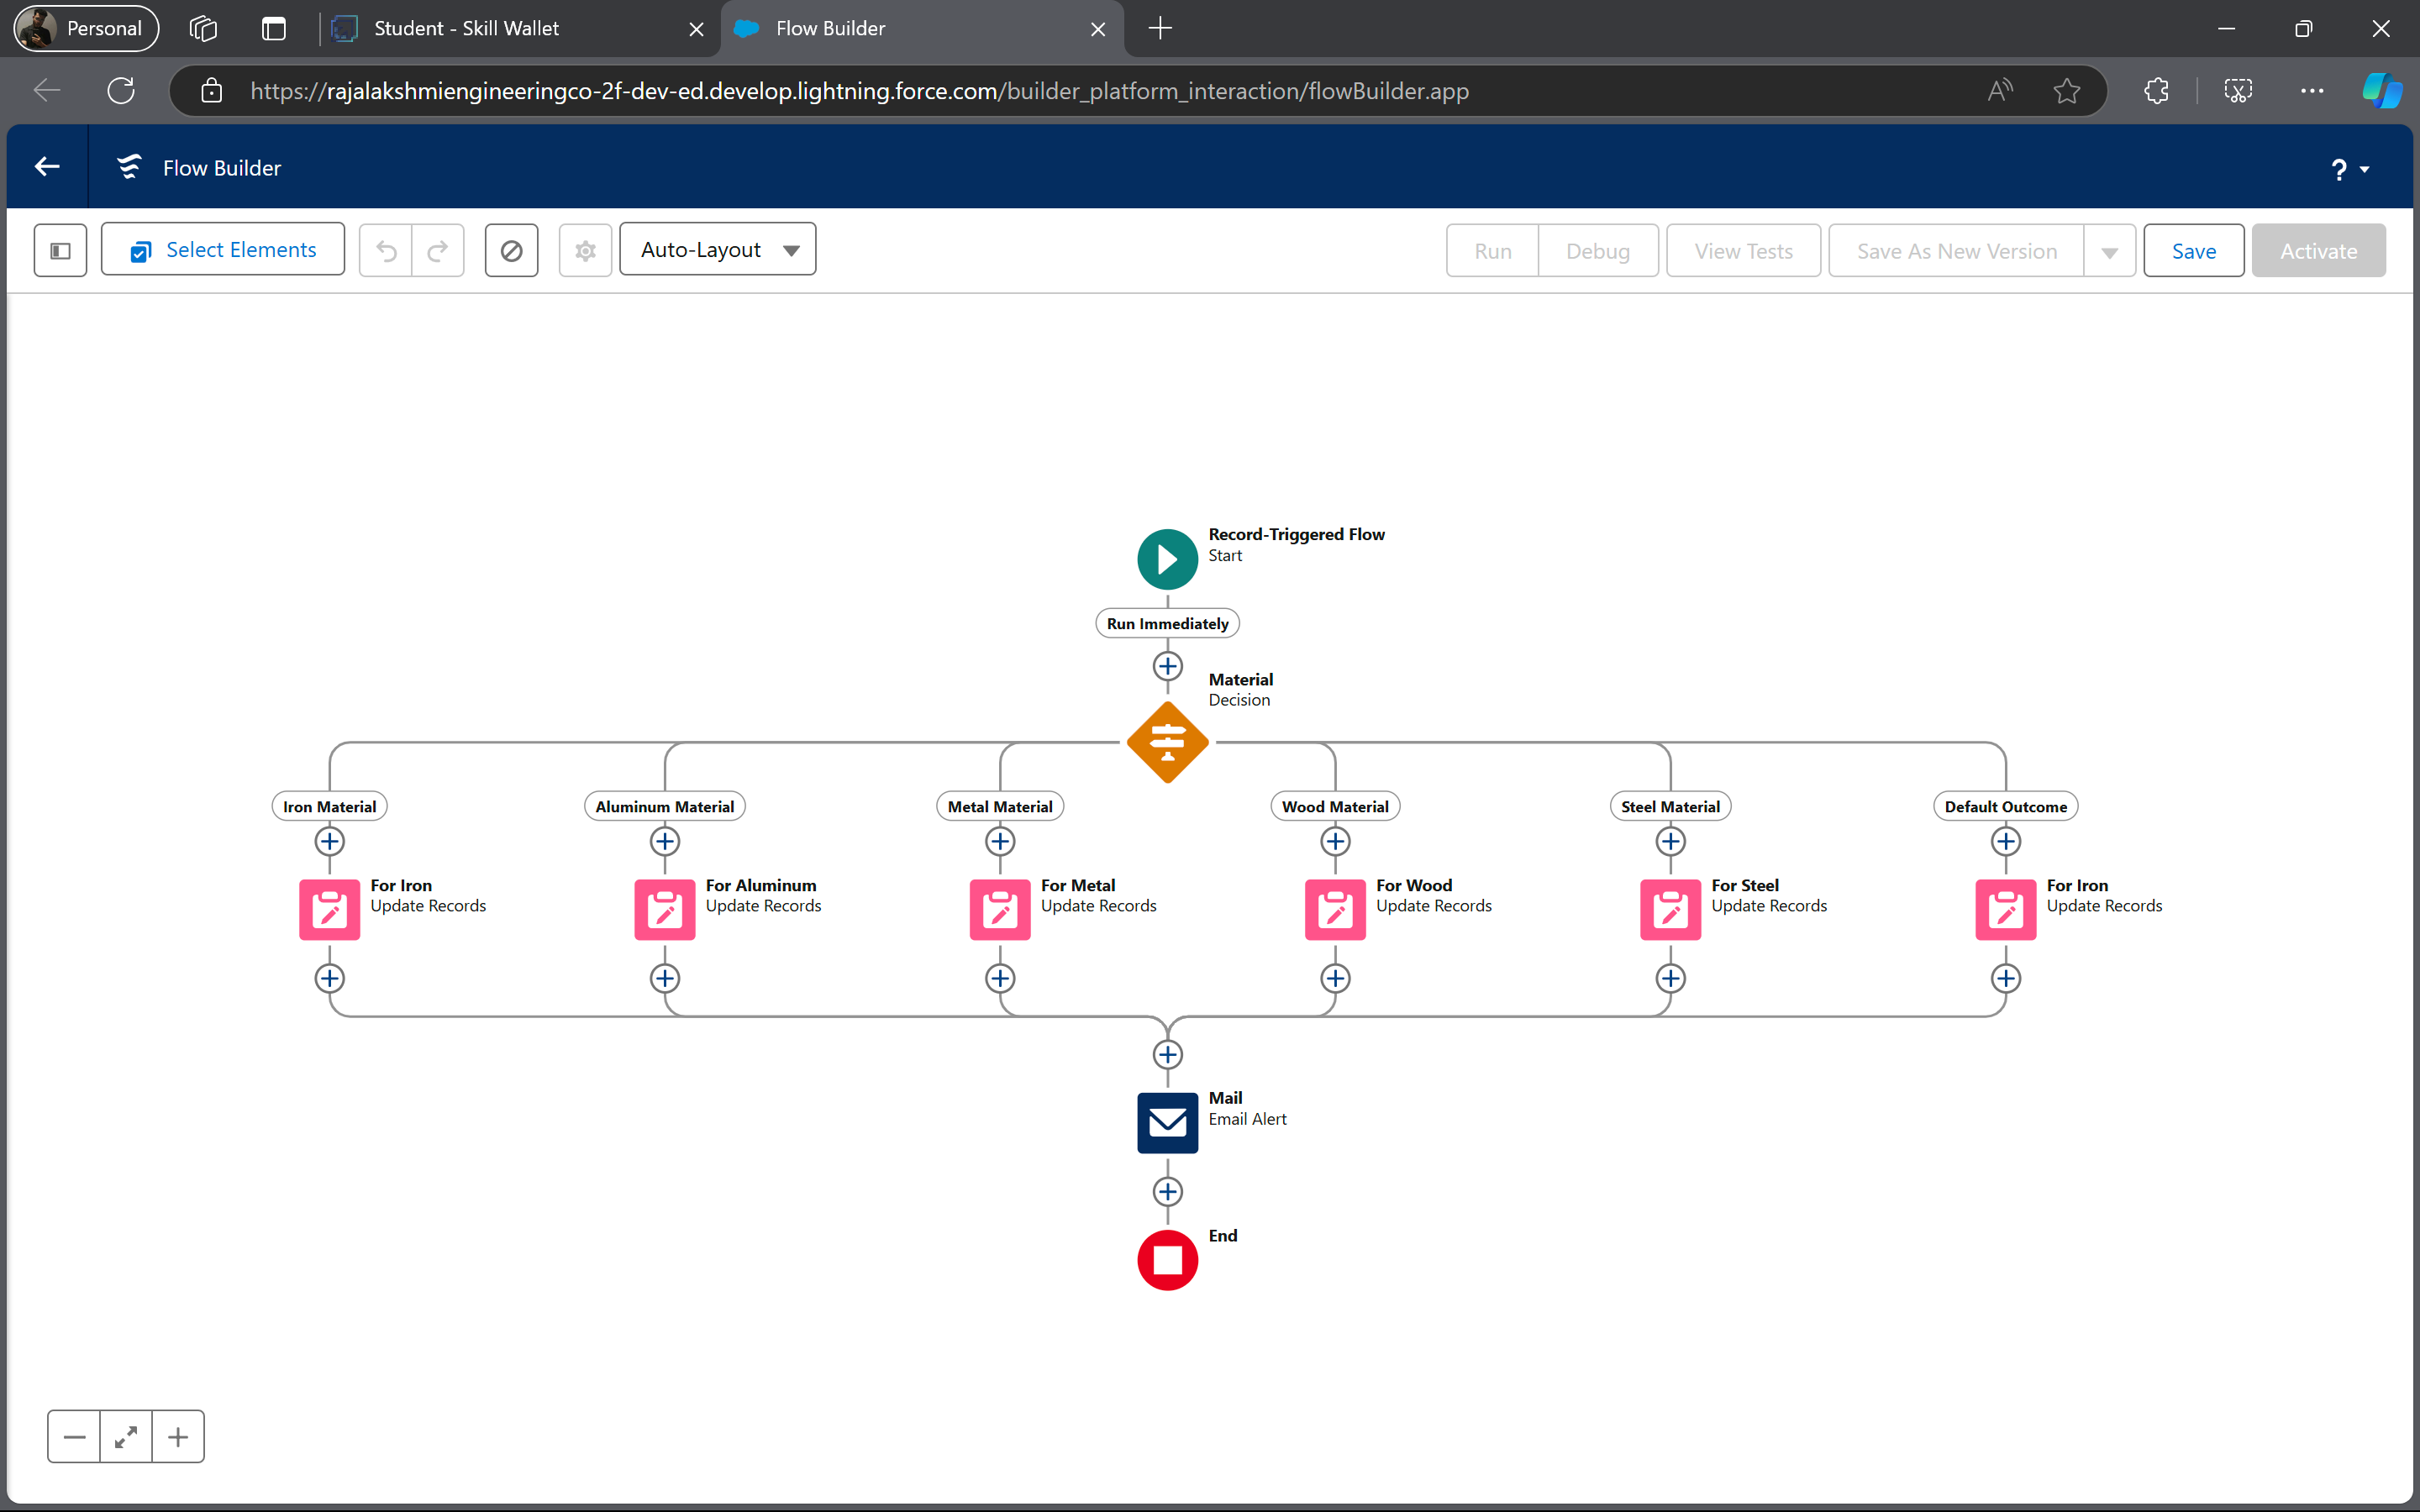 Personal
Student - Skill Wallet
Flow Builder
https://rajalakshmiengineeringco-2f-dev-ed.develop.lightning.force.com/builder_platform_interaction/flowBuilder.app
Flow Builder
?
Select Elements
Auto-Layout
Run
Debug
View Tests
Save As New Version
Save
Activate
Record-Triggered Flow
Start
Run Immediately
Material
Decision
Iron Material
Aluminum Material
Metal Material
Wood Material
Steel Material
Default Outcome
For Iron
Update Records
For Aluminum
Update Records
For Metal
Update Records
For Wood
Update Records
For Steel
Update Records
For Iron
Update Records
Mail
Email Alert
End